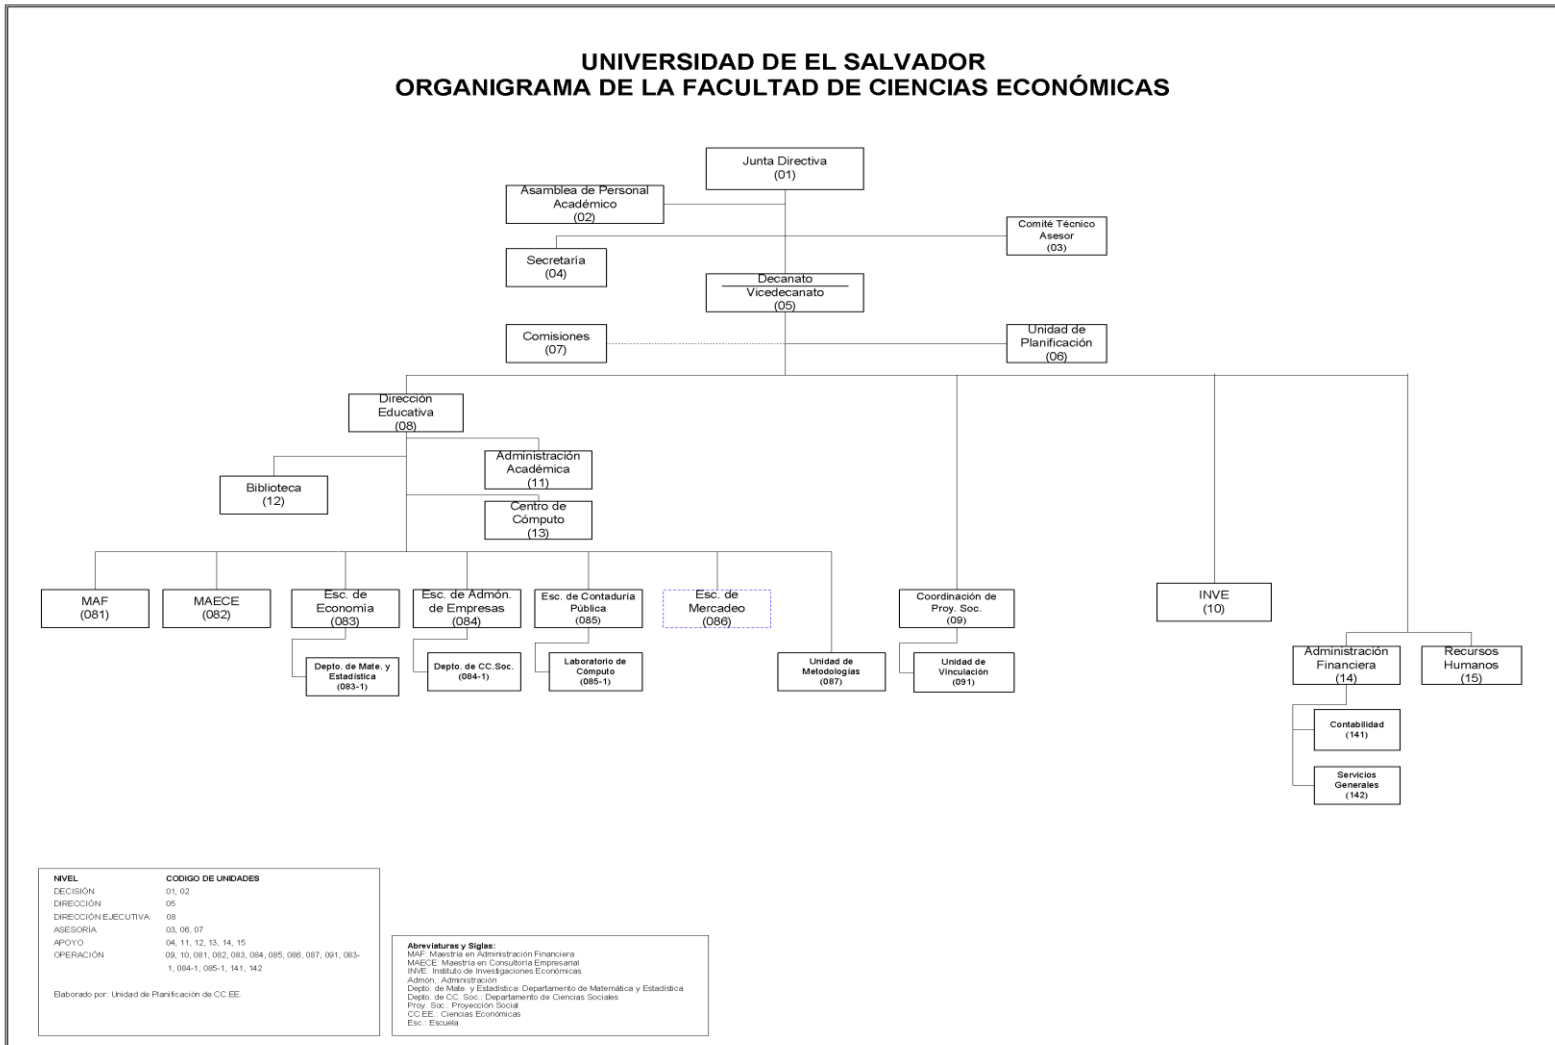 UNIVERSIDAD DE EL SALVADOR
ORGANIGRAMA DE LA FACULTAD DE CIENCIAS ECONÓMICAS
Junta Directiva
(01)
Asamblea de Personal
Académico
(02)
Comité Técnico
Asesor
(03)
Secretaría
(04)
Decanato
Vicedecanato
(05)
Comisiones
(07)
Unidad de
Planificación
(06)
Dirección
Educativa
(08)
Administración
Académica
(11)
Biblioteca
(12)
Centro de
Cómputo
(13)
MAF
(081)
MAECE
(082)
Esc. de
Economía
(083)
Esc. de Admón.
de Empresas
(084)
Esc. de Contaduría
Pública
(085)
Esc. de
Mercadeo
(086)
Coordinación de
Proy. Soc.
(09)
INVE
(10)
Depto. de Mate. y
Estadística
(083-1)
Depto. de CC.Soc.
(084-1)
Laboratorio de
Cómputo
(085-1)
Unidad de
Metodologías
(087)
Unidad de
Vinculación
(091)
Administración
Financiera
(14)
Recursos
Humanos
(15)
Contabilidad
(141)
Servicios
Generales
(142)
NIVEL CODIGO DE UNIDADES
DECISIÓN 01, 02
DIRECCIÓN 05
DIRECCIÓN EJECUTIVA 08
ASESORÍA 03, 06, 07
APOYO 04, 11, 12, 13, 14, 15
OPERACIÓN 09, 10, 081, 082, 083, 084, 085, 086, 087, 091, 083-
1, 084-1, 085-1, 141, 142
Elaborado por: Unidad de Planificación de CC.EE.
Abreviaturas y Siglas:
MAF: Maestría en Administración Financiera
MAECE: Maestría en Consultoría Empresarial
INVE: Instituto de Investigaciones Económicas
Admón.: Administración
Depto. de Mate. y Estadística: Departamento de Matemática y Estadística
Depto. de CC. Soc.: Departamento de Ciencias Sociales
Proy. Soc.: Proyección Social
CC.EE.: Ciencias Económicas
Esc.: Escuela